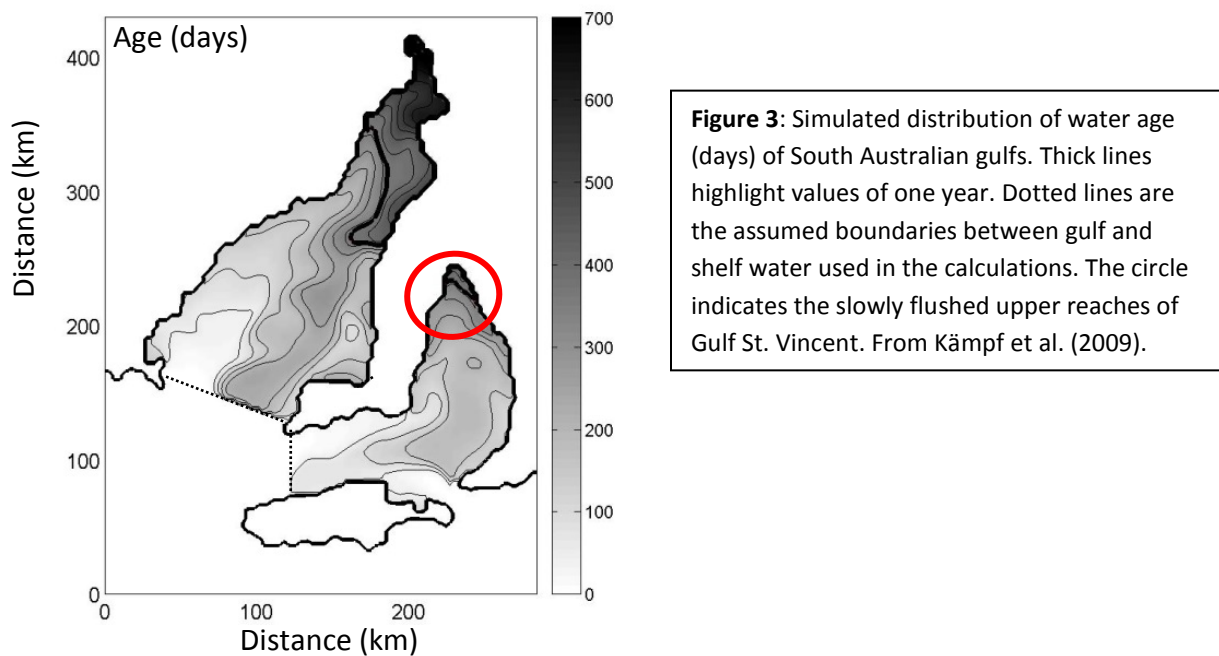 Age (days)
700
600
500
400
300
200
100
0
400
300
200
100
0
Distance (km)
0
100
200
Distance (km)
Figure 3: Simulated distribution of water age
(days) of South Australian gulfs. Thick lines
highlight values of one year. Dotted lines are
the assumed boundaries between gulf and
shelf water used in the calculations. The circle
indicates the slowly flushed upper reaches of
Gulf St. Vincent. From Kämpf et al. (2009).